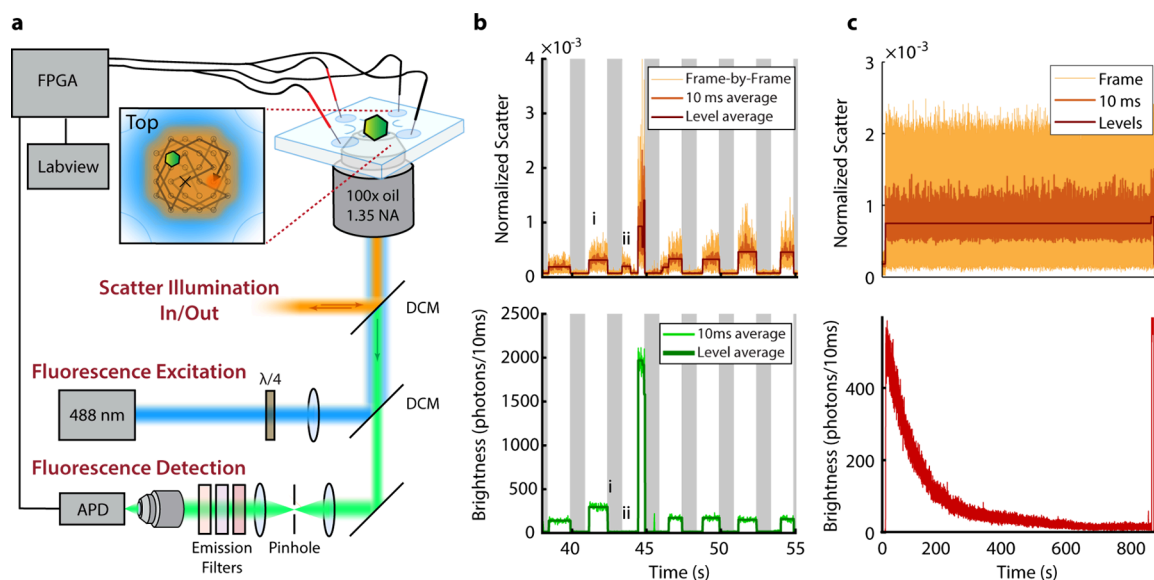 a
FPGA
Labview
Top
100x oil
1.35 NA
Scatter Illumination
In/Out
DCM
Fluorescence Excitation
λ/4
488 nm
DCM
Fluorescence Detection
APD
Emission
Filters
Pinhole
b
×10⁻³
Normalized Scatter
4
3
2
1
0
Frame-by-Frame
10 ms average
Level average
i
ii
Brightness (photons/10ms)
2500
2000
1500
1000
500
0
10ms average
Level average
i
ii
40
45
50
55
Time (s)
c
×10⁻³
Normalized Scatter
3
2
1
0
Frame
10 ms
Levels
Brightness (photons/10ms)
400
200
0
0
200
400
600
800
Time (s)